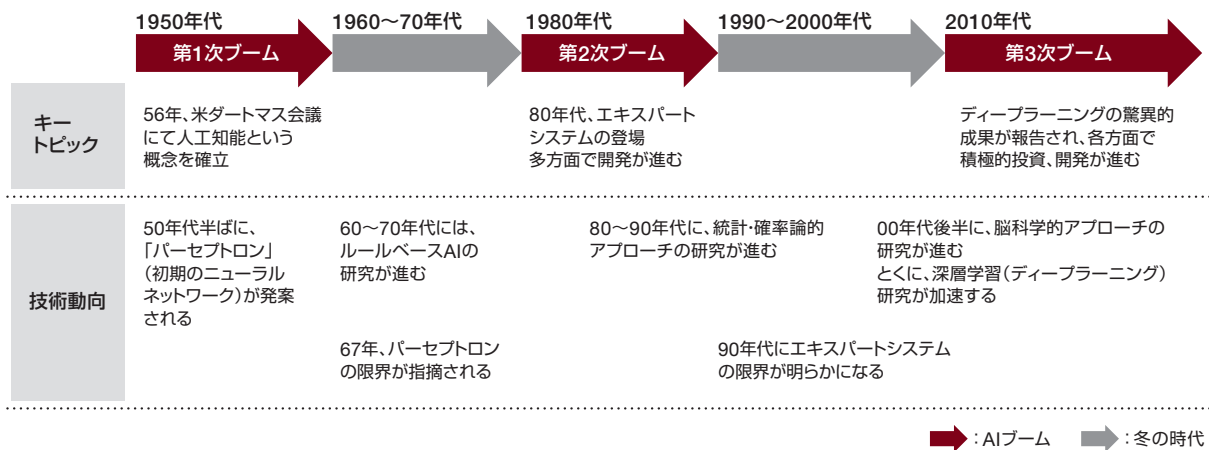 1950年代
1960～70年代
1980年代
1990～2000年代
2010年代
第1次ブーム
第2次ブーム
第3次ブーム
キー
トピック
56年、米ダートマス会議
にて人工知能という
概念を確立
80年代、エキスパート
システムの登場
多方面で開発が進む
ディープラーニングの驚異的
成果が報告され、各方面で
積極的投資、開発が進む
技術動向
50年代半ばに、
「パーセプトロン」
（初期のニューラル
ネットワーク）が発案
される
60～70年代には、
ルールベースAIの
研究が進む
67年、パーセプトロン
の限界が指摘される
80～90年代に、統計・確率論的
アプローチの研究が進む
90年代にエキスパートシステム
の限界が明らかになる
00年代後半に、脳科学的アプローチの
研究が進む
とくに、深層学習（ディープラーニング）
研究が加速する
：AIブーム
：冬の時代